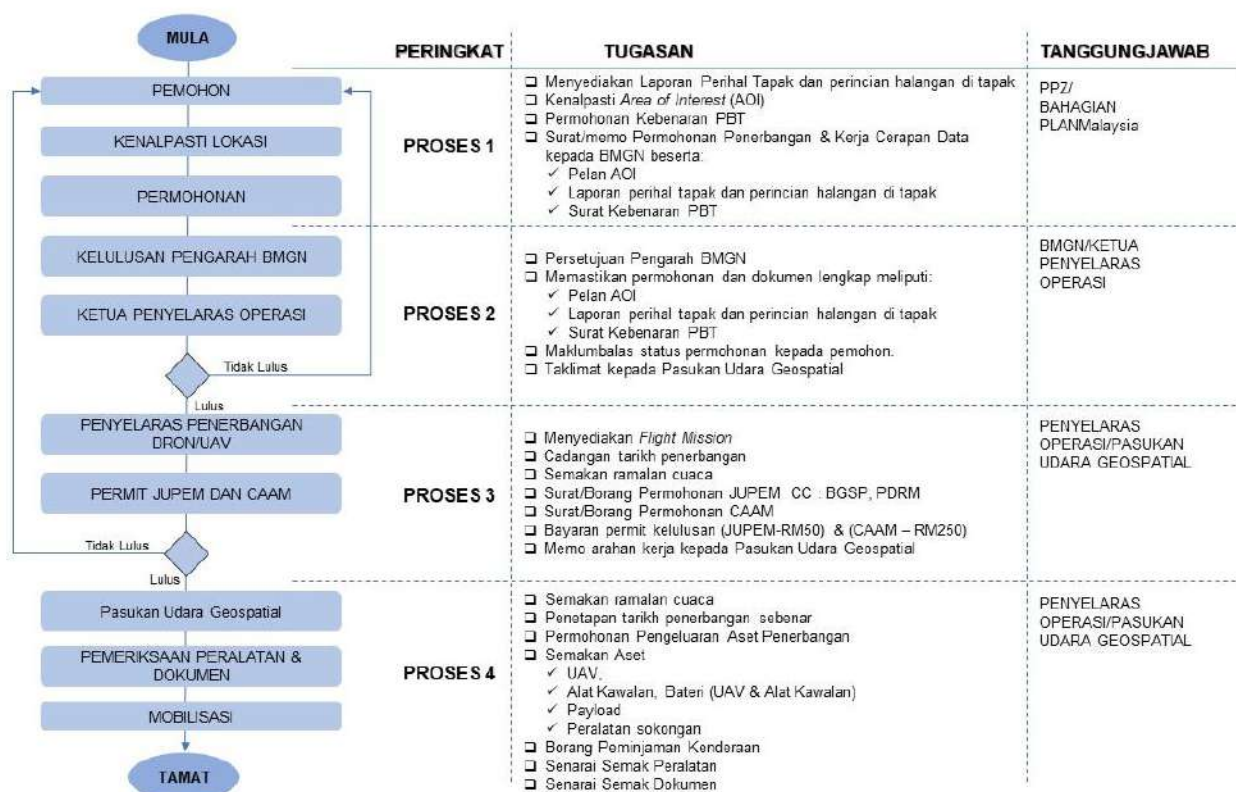 MULA
PEMOHON
KENALPASTI LOKASI
PERMOHONAN
KELULUSAN PENGARAH BMGN
KETUA PENYELARAS OPERASI
Tidak Lulus
Lulus
PENYELARAS PENERBANGAN
DRON/UAV
PERMIT JUPEM DAN CAAM
Tidak Lulus
Lulus
Pasukan Udara Geospatial
PEMERIKSAAN PERALATAN &
DOKUMEN
MOBILISASI
TAMAT
PERINGKAT
TUGASAN
TANGGUNGJAWAB
PROSES 1
Menyediakan Laporan Perihal Tapak dan perincian halangan di tapak
Kenalpasti Area of Interest (AOI)
Permohonan Kebenaran PBT
Surat/memo Permohonan Penerbangan & Kerja Cerapan Data
kepada BMGN beserta:
✓ Pelan AOI
✓ Laporan perihal tapak dan perincian halangan di tapak
✓ Surat Kebenaran PBT
PPZ/
BAHAGIAN
PLANMalaysia
PROSES 2
Persetujuan Pengarah BMGN
Memastikan permohonan dan dokumen lengkap meliputi:
✓ Pelan AOI
✓ Laporan perihal tapak dan perincian halangan di tapak
✓ Surat Kebenaran PBT
Maklumbalas status permohonan kepada pemohon.
Taklimat kepada Pasukan Udara Geospatial
BMGN/KETUA
PENYELARAS
OPERASI
PROSES 3
Menyediakan Flight Mission
Cadangan tarikh penerbangan
Semakan ramalan cuaca
Surat/Borang Permohonan JUPEM CC : BGSP, PDRM
Surat/Borang Permohonan CAAM
Bayaran permit kelulusan (JUPEM-RM50) & (CAAM – RM250)
Memo arahan kerja kepada Pasukan Udara Geospatial
PENYELARAS
OPERASI/PASUKAN
UDARA GEOSPATIAL
PROSES 4
Semakan ramalan cuaca
Penetapan tarikh penerbangan sebenar
Permohonan Pengeluaran Aset Penerbangan
Semakan Aset
✓ UAV,
✓ Alat Kawalan, Bateri (UAV & Alat Kawalan)
✓ Payload
✓ Peralatan sokongan
Borang Peminjaman Kenderaan
Senarai Semak Peralatan
Senarai Semak Dokumen
PENYELARAS
OPERASI/PASUKAN
UDARA GEOSPATIAL